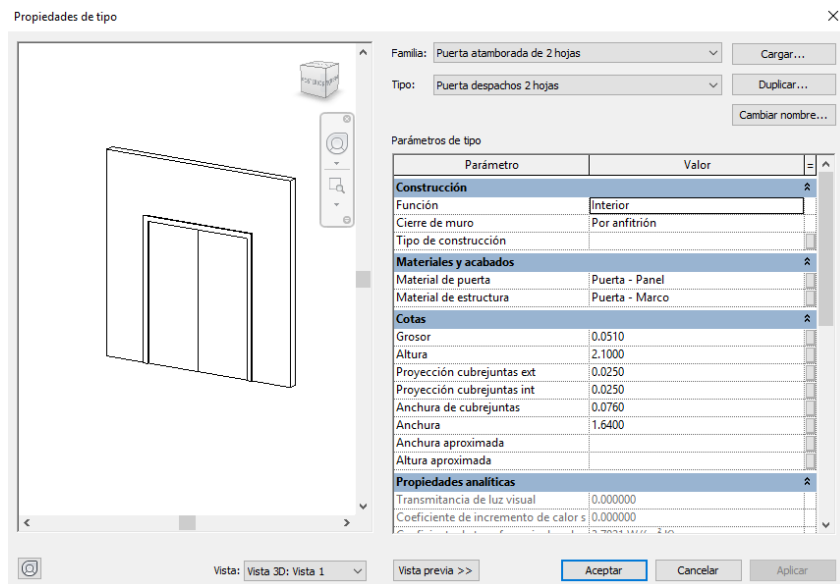 Propiedades de tipo
Familia: Puerta atamborada de 2 hojas Cargar...
Tipo: Puerta despachos 2 hojas Duplicar...
Cambiar nombre...
Parámetros de tipo
Parámetro Valor =
Construcción
Función Interior
Cierre de muro Por anfitrión
Tipo de construcción
Materiales y acabados
Material de puerta Puerta - Panel
Material de estructura Puerta - Marco
Cotas
Grosor 0.0510
Altura 2.1000
Proyección cubrejuntas ext 0.0250
Proyección cubrejuntas int 0.0250
Anchura de cubrejuntas 0.0760
Anchura 1.6400
Anchura aproximada
Altura aproximada
Propiedades analíticas
Transmitancia de luz visual 0.000000
Coeficiente de incremento de calor s 0.000000
Vista: Vista 3D: Vista 1 Vista previa >> Aceptar Cancelar Aplicar